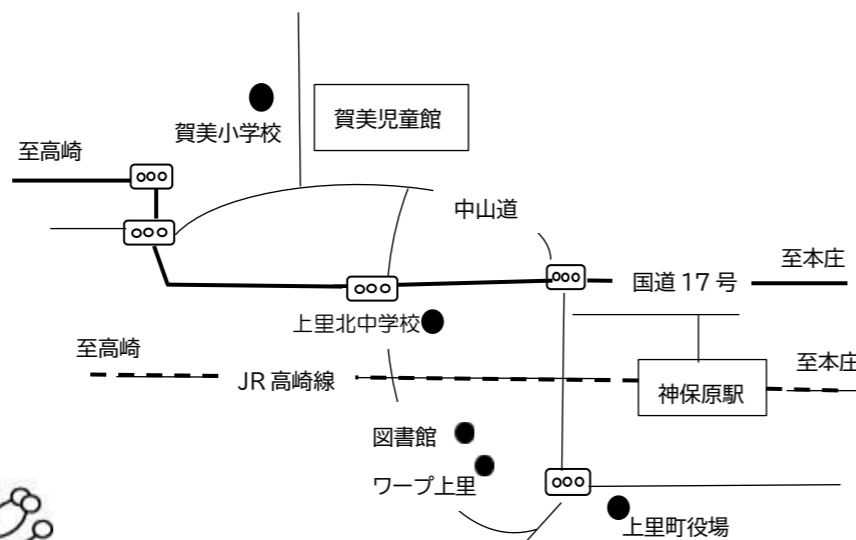 賀美児童館
賀美小学校
至高崎
中山道
至本庄
国道 17 号
上里北中学校
至高崎
至本庄
JR 高崎線
神保原駅
図書館
ワープ上里
上里町役場